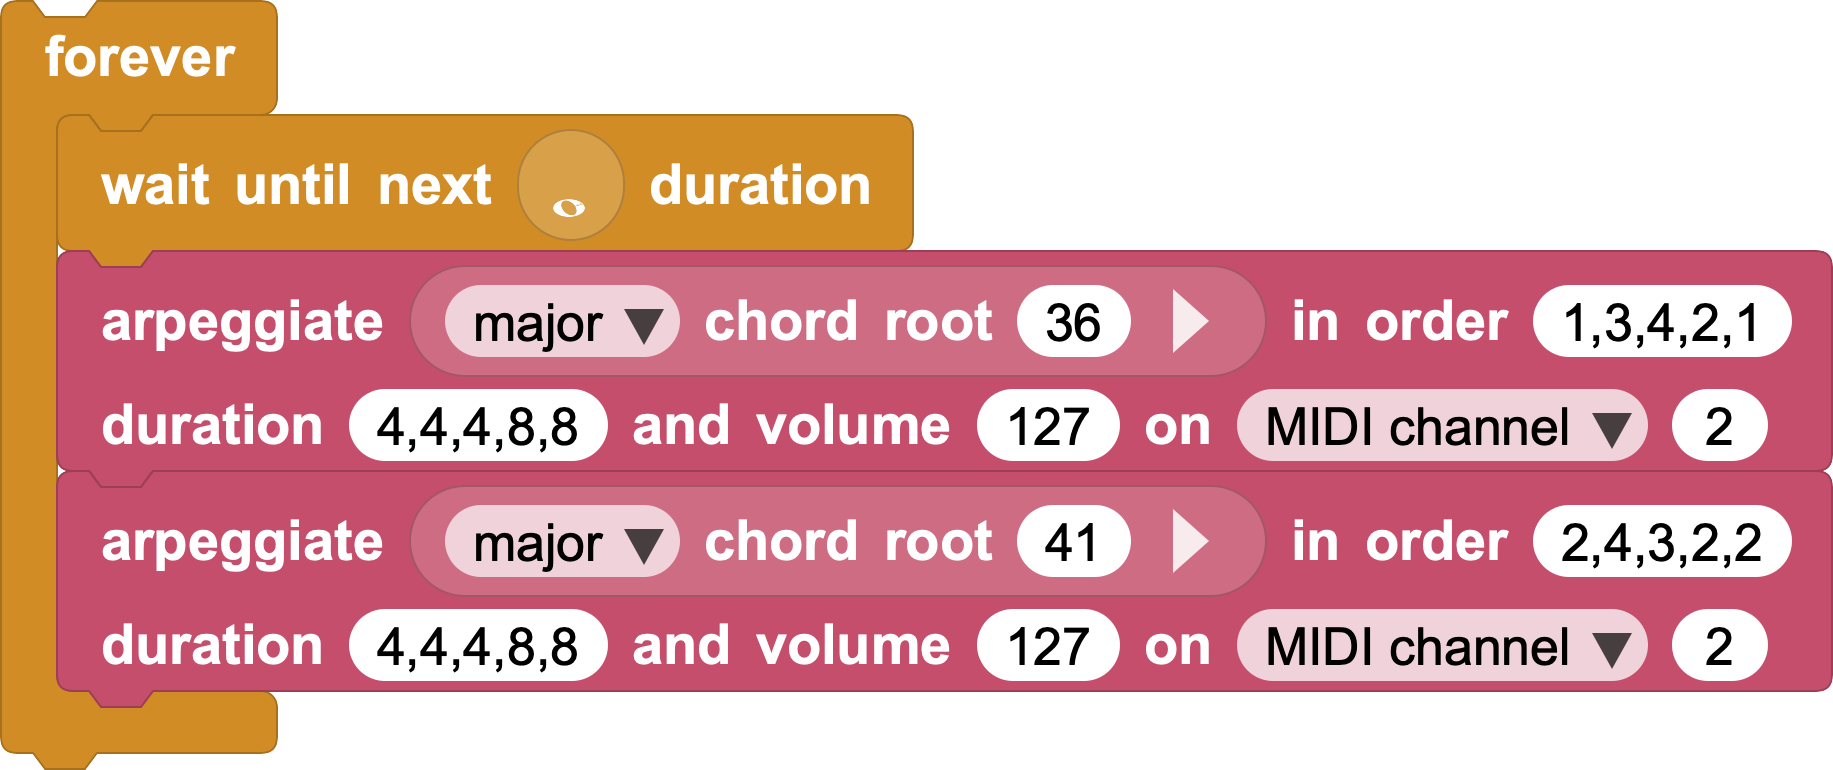 forever
wait until next duration
arpeggiate major ▼ chord root 36 in order 1,3,4,2,1
duration 4,4,4,8,8 and volume 127 on MIDI channel ▼ 2
arpeggiate major ▼ chord root 41 in order 2,4,3,2,2
duration 4,4,4,8,8 and volume 127 on MIDI channel ▼ 2